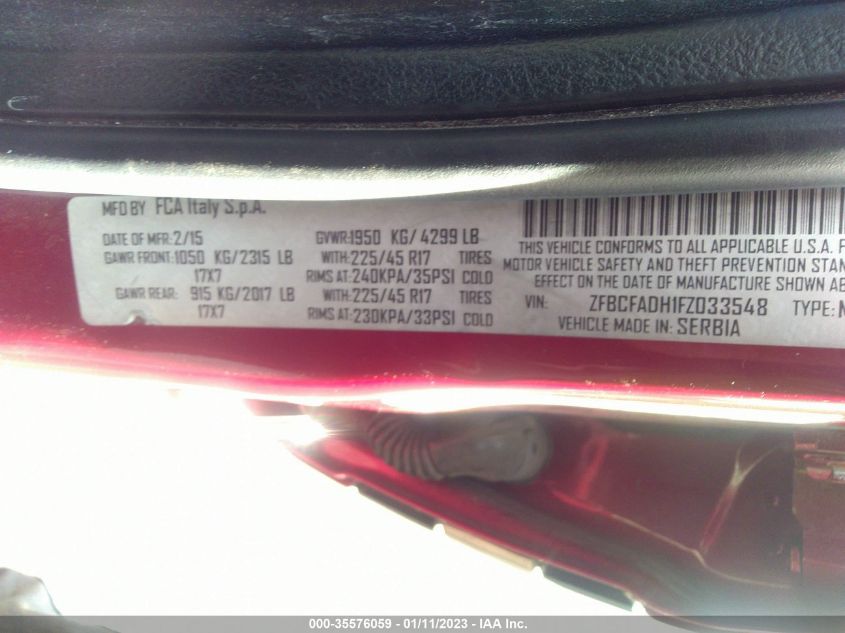 MFD BY FCA Italy S.p.A.
DATE OF MFR:2/15 GVWR:1950 KG/ 4299 LB
GAWR FRONT:1050 KG/2315 LB WITH:225/45 R17 TIRES
17X7 RIMS AT:240KPA/35PSI COLD
GAWR REAR: 915 KG/2017 LB WITH:225/45 R17 TIRES
17X7 RIMS AT:230KPA/33PSI COLD
THIS VEHICLE CONFORMS TO ALL APPLICABLE U.S.A. F
MOTOR VEHICLE SAFETY AND THEFT PREVENTION STAN
EFFECT ON THE DATE OF MANUFACTURE SHOWN AB
VIN: ZFBCFADH1FZ033548 TYPE:M
VEHICLE MADE IN: SERBIA
000-35576059 — 01/11/2023 - IAA Inc.